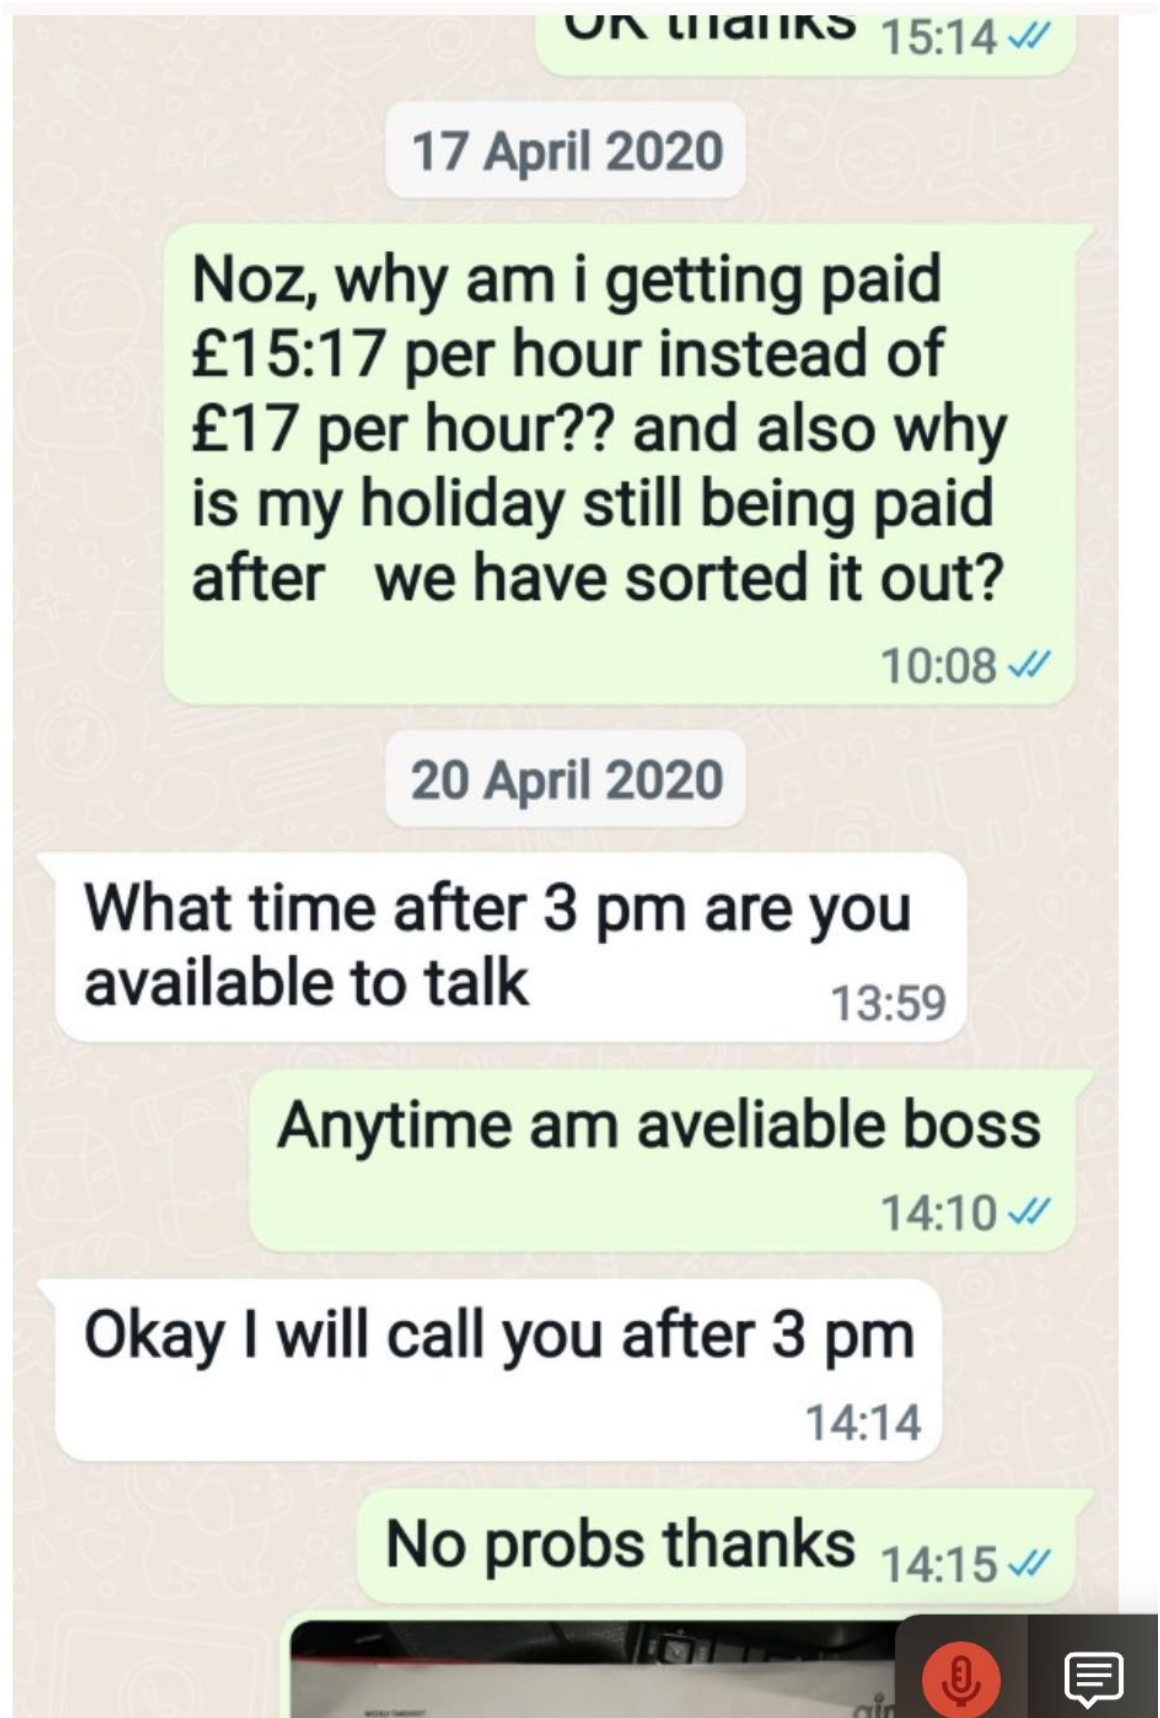 OK thanks 15:14
17 April 2020
Noz, why am i getting paid
£15:17 per hour instead of
£17 per hour?? and also why
is my holiday still being paid
after   we have sorted it out?
10:08
20 April 2020
What time after 3 pm are you
available to talk 13:59
Anytime am aveliable boss
14:10
Okay I will call you after 3 pm
14:14
No probs thanks 14:15